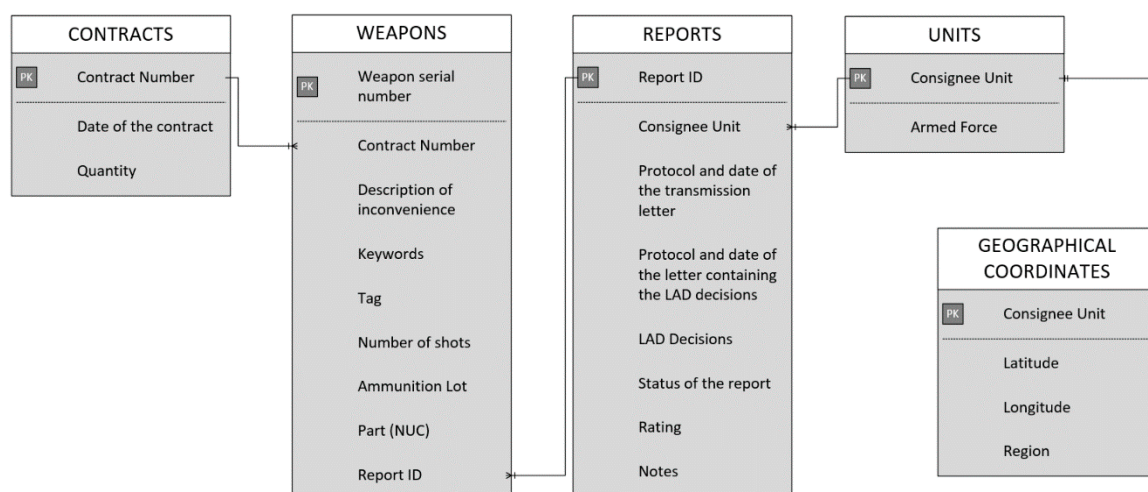 CONTRACTS
PK
Contract Number
Date of the contract
Quantity
WEAPONS
PK
Weapon serial
number
Contract Number
Description of
inconvenience
Keywords
Tag
Number of shots
Ammunition Lot
Part (NUC)
Report ID
REPORTS
PK
Report ID
Consignee Unit
Protocol and date of
the transmission
letter
Protocol and date of
the letter containing
the LAD decisions
LAD Decisions
Status of the report
Rating
Notes
UNITS
PK
Consignee Unit
Armed Force
GEOGRAPHICAL
COORDINATES
PK
Consignee Unit
Latitude
Longitude
Region